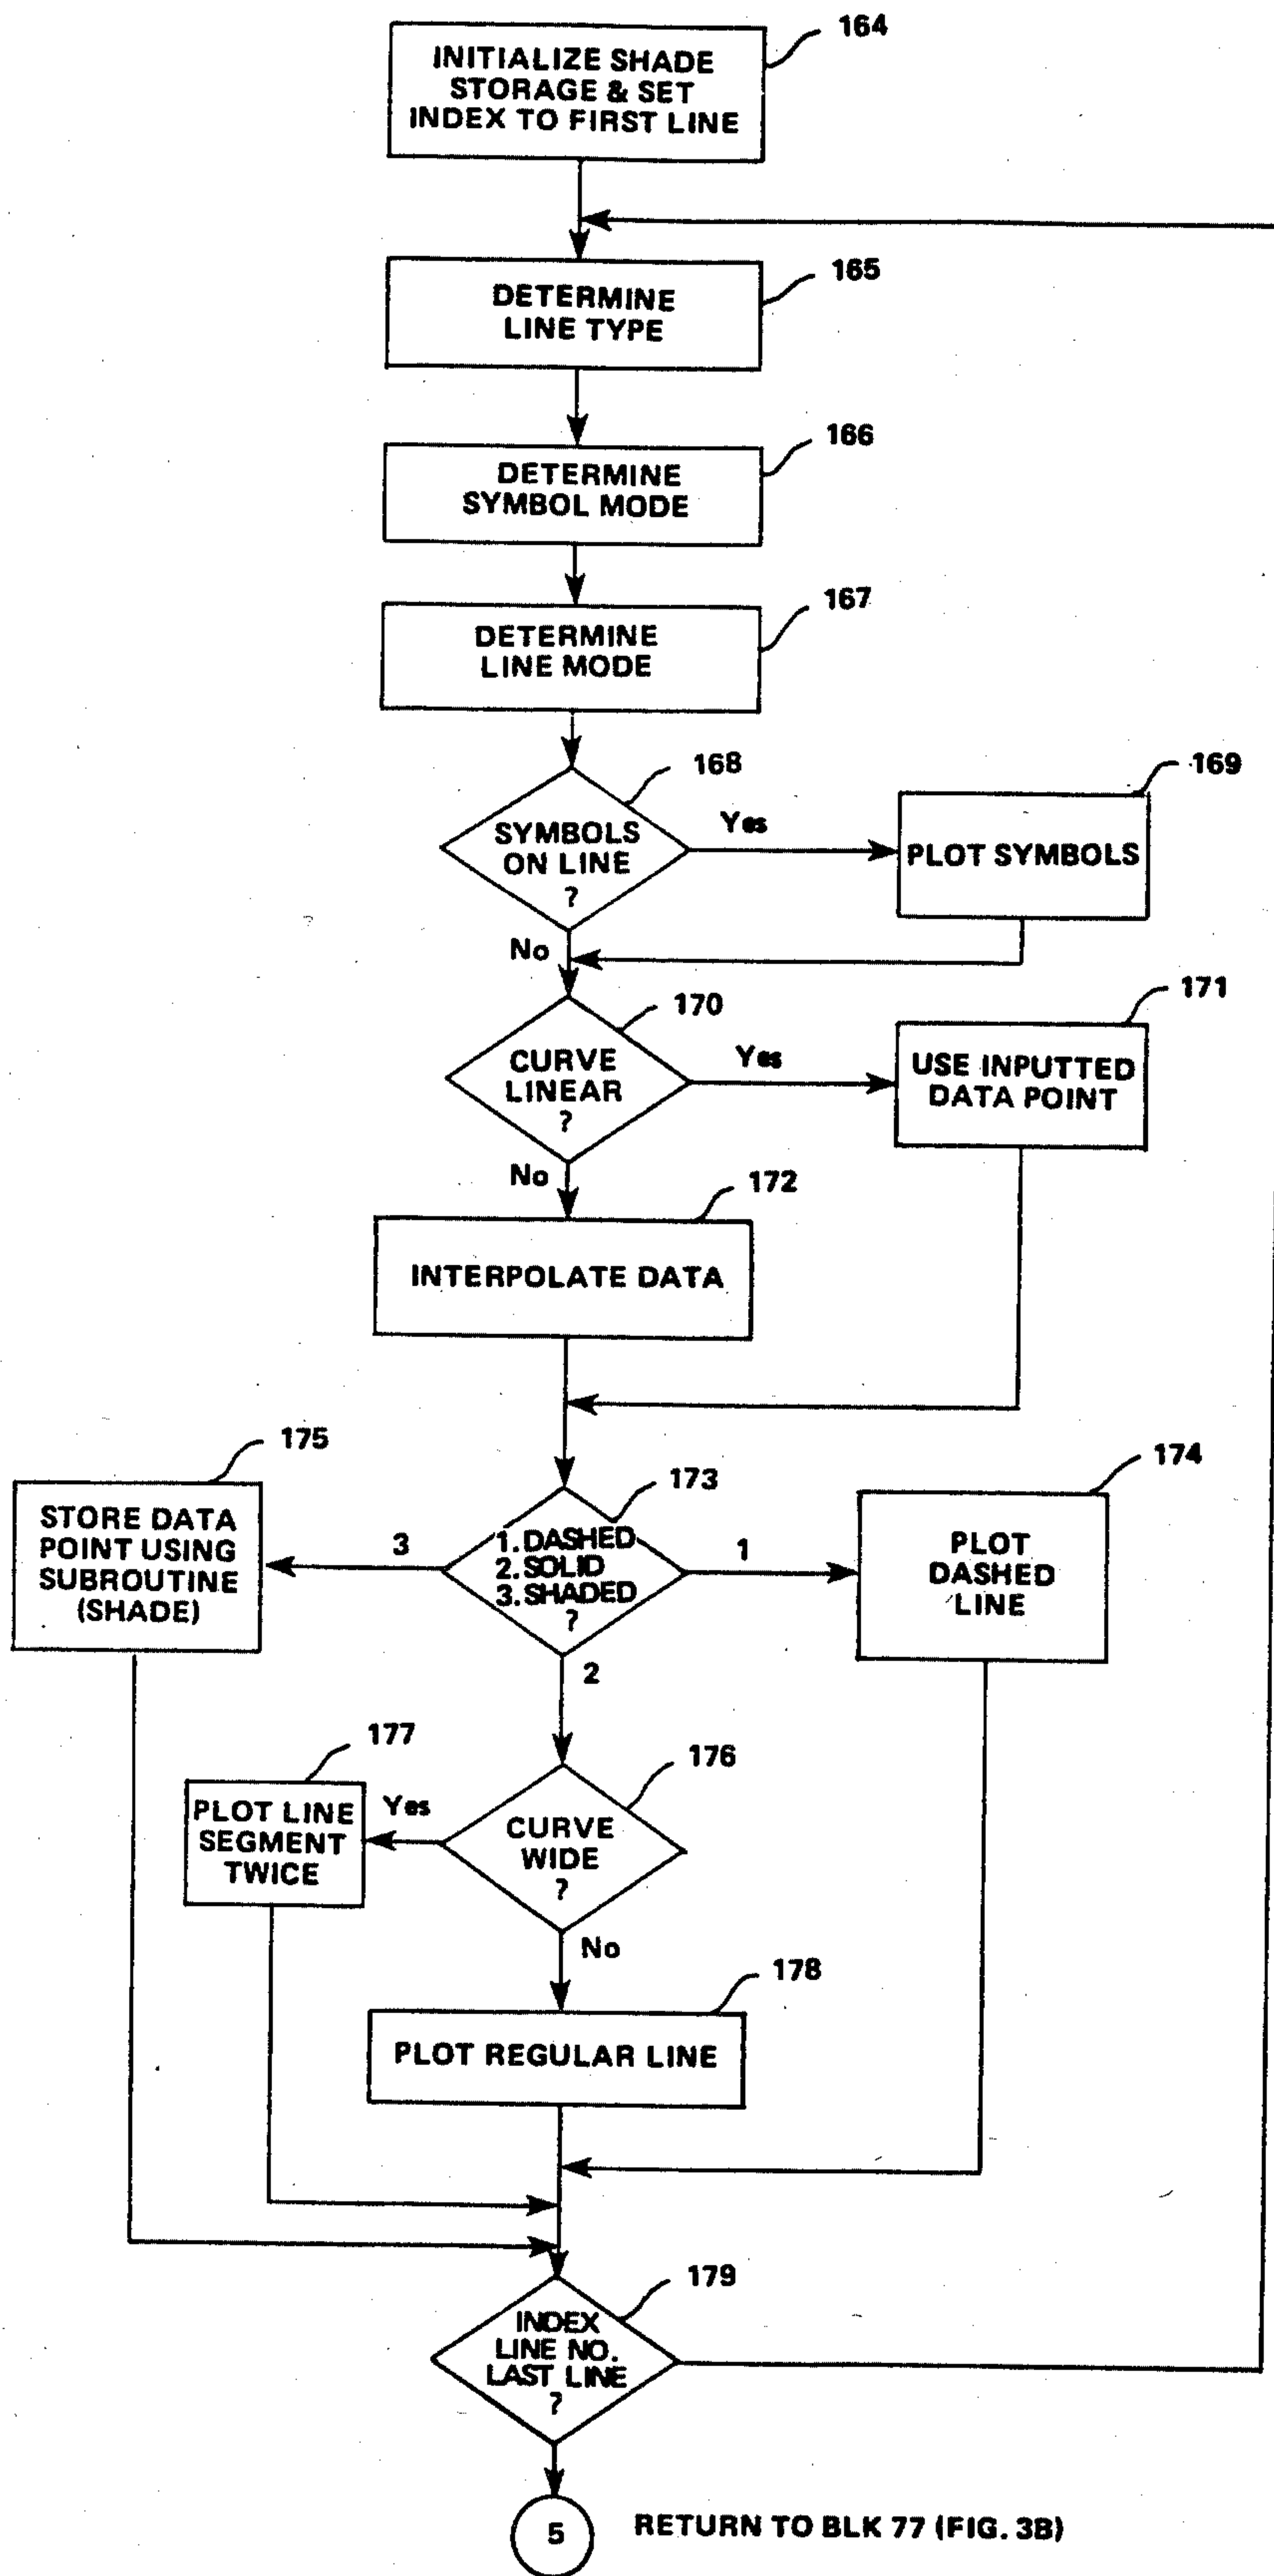 164
INITIALIZE SHADE
STORAGE & SET
INDEX TO FIRST LINE
165
DETERMINE
LINE TYPE
166
DETERMINE
SYMBOL MODE
167
DETERMINE
LINE MODE
168
SYMBOLS
ON LINE
?
Yes
169
PLOT SYMBOLS
No
170
CURVE
LINEAR
?
Yes
171
USE INPUTTED
DATA POINT
No
172
INTERPOLATE DATA
173
1. DASHED
2. SOLID
3. SHADED
?
3
175
STORE DATA
POINT USING
SUBROUTINE
(SHADE)
1
174
PLOT
DASHED
LINE
2
176
CURVE
WIDE
?
Yes
177
PLOT LINE
SEGMENT
TWICE
No
178
PLOT REGULAR LINE
179
INDEX
LINE NO.
LAST LINE
?
5
RETURN TO BLK 77 (FIG. 3B)